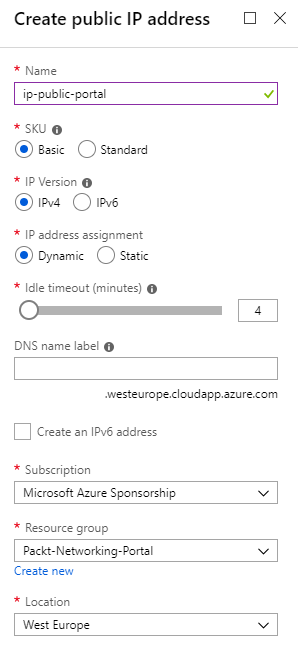 Create public IP address
* Name
ip-public-portal
* SKU
Basic Standard
* IP Version
IPv4 IPv6
* IP address assignment
Dynamic Static
* Idle timeout (minutes)
4
DNS name label
.westeurope.cloudapp.azure.com
Create an IPv6 address
* Subscription
Microsoft Azure Sponsorship
* Resource group
Packt-Networking-Portal
Create new
* Location
West Europe